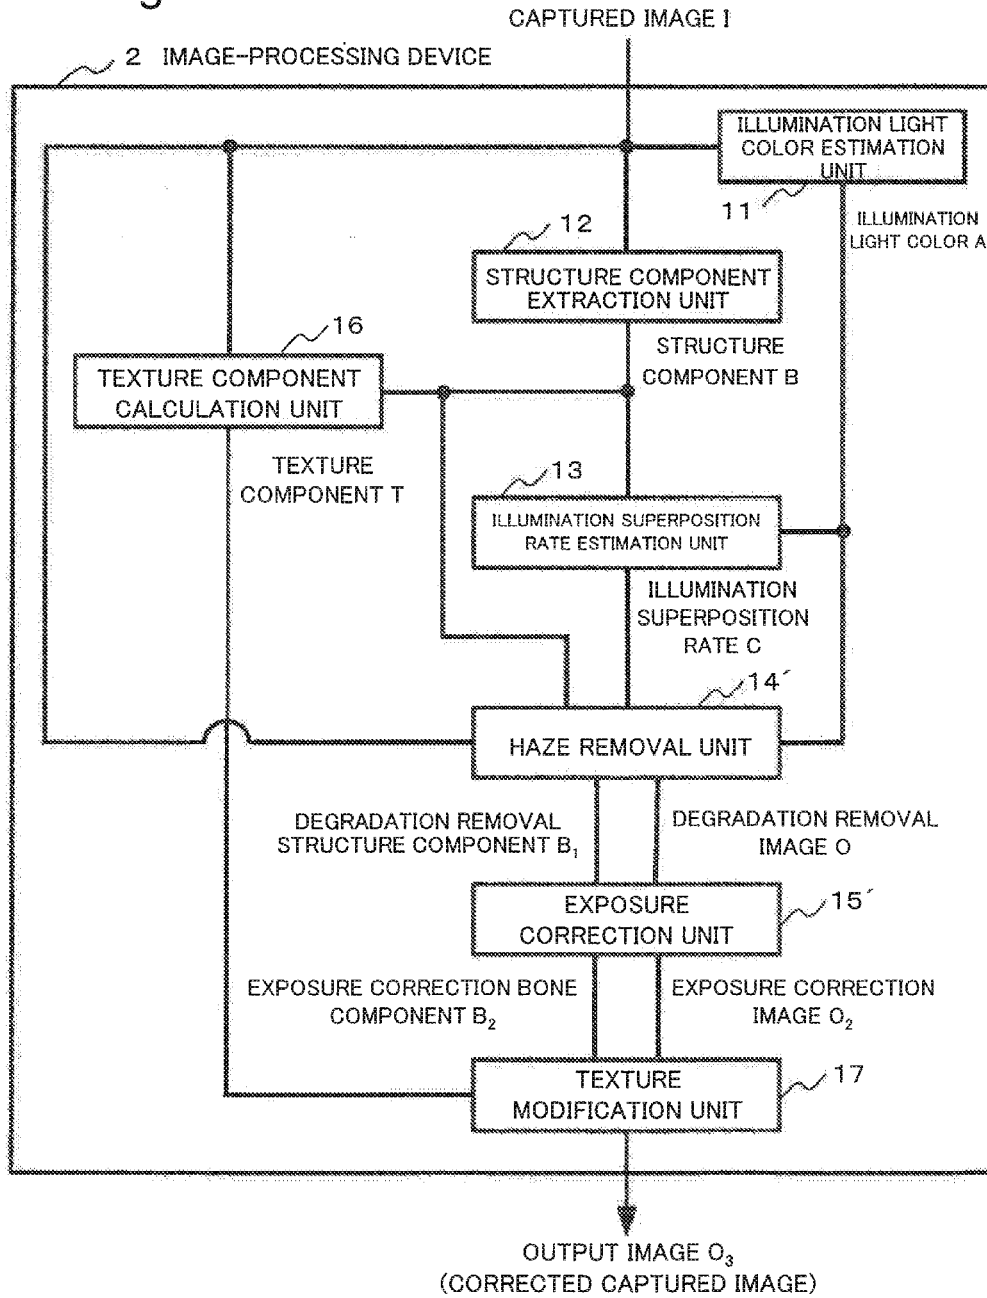 CAPTURED IMAGE I
2 IMAGE-PROCESSING DEVICE
ILLUMINATION LIGHT
COLOR ESTIMATION
UNIT
11
ILLUMINATION
LIGHT COLOR A
12
STRUCTURE COMPONENT
EXTRACTION UNIT
STRUCTURE
COMPONENT B
16
TEXTURE COMPONENT
CALCULATION UNIT
TEXTURE
COMPONENT T
13
ILLUMINATION SUPERPOSITION
RATE ESTIMATION UNIT
ILLUMINATION
SUPERPOSITION
RATE C
14´
HAZE REMOVAL UNIT
DEGRADATION REMOVAL
STRUCTURE COMPONENT B₁
DEGRADATION REMOVAL
IMAGE O
15´
EXPOSURE
CORRECTION UNIT
EXPOSURE CORRECTION BONE
COMPONENT B₂
EXPOSURE CORRECTION
IMAGE O₂
17
TEXTURE
MODIFICATION UNIT
OUTPUT IMAGE O₃
(CORRECTED CAPTURED IMAGE)